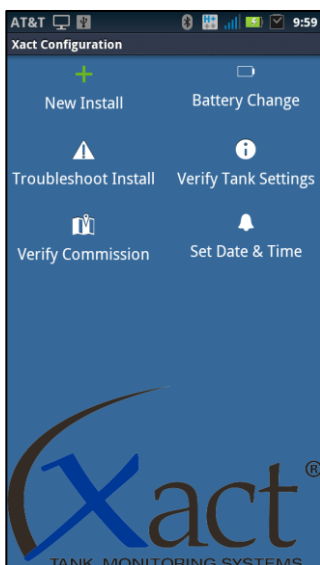 AT&T 9:59
Xact Configuration
New Install Battery Change
Troubleshoot Install Verify Tank Settings
Verify Commission Set Date & Time
Xact®
TANK MONITORING SYSTEMS